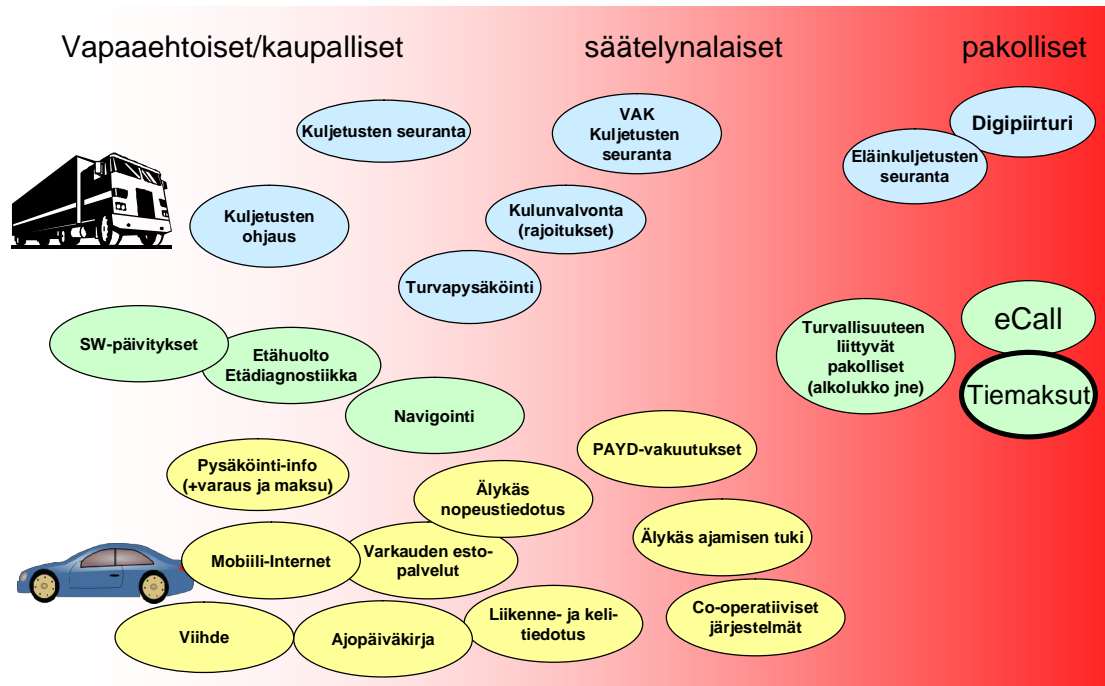 Vapaaehtoiset/kaupalliset
säätelynalaiset
pakolliset
Kuljetusten seuranta
VAK
Kuljetusten
seuranta
Digipiirturi
Eläinkuljetusten
seuranta
Kuljetusten
ohjaus
Kulunvalvonta
(rajoitukset)
Turvapysäköinti
SW-päivitykset
Etähuolto
Etädiagnostiikka
Navigointi
Turvallisuuteen
liittyvät
pakolliset
(alkolukko jne)
eCall
Tiemaksut
PAYD-vakuutukset
Pysäköinti-info
(+varaus ja maksu)
Älykäs
nopeustiedotus
Älykäs ajamisen tuki
Mobiili-Internet
Varkauden esto-
palvelut
Viihde
Ajopäiväkirja
Liikenne- ja keli-
tiedotus
Co-operatiiviset
järjestelmät